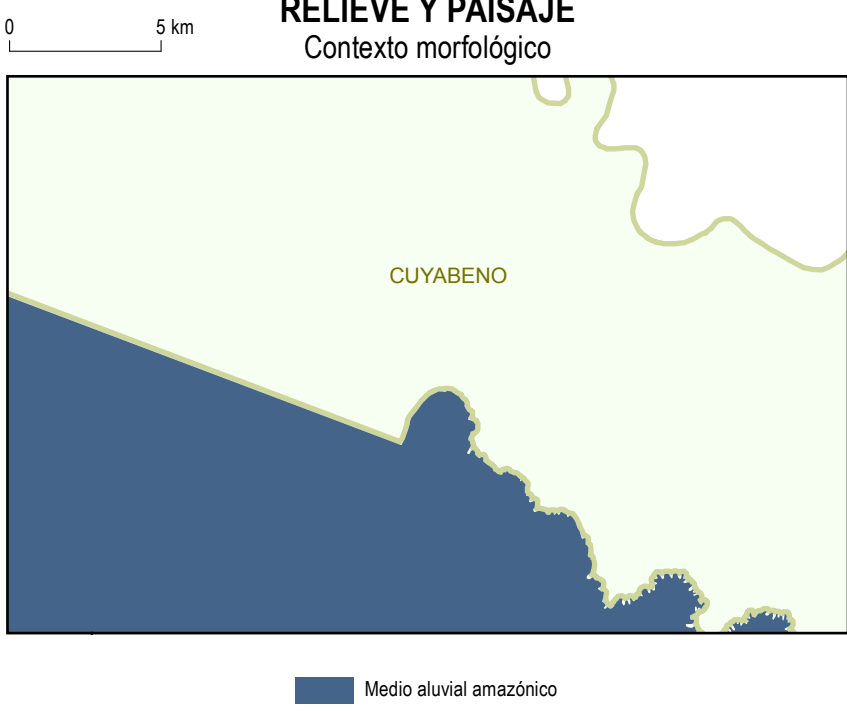 RELIEVE Y PAISAJE
0 5 km
Contexto morfológico
CUYABENO
Medio aluvial amazónico